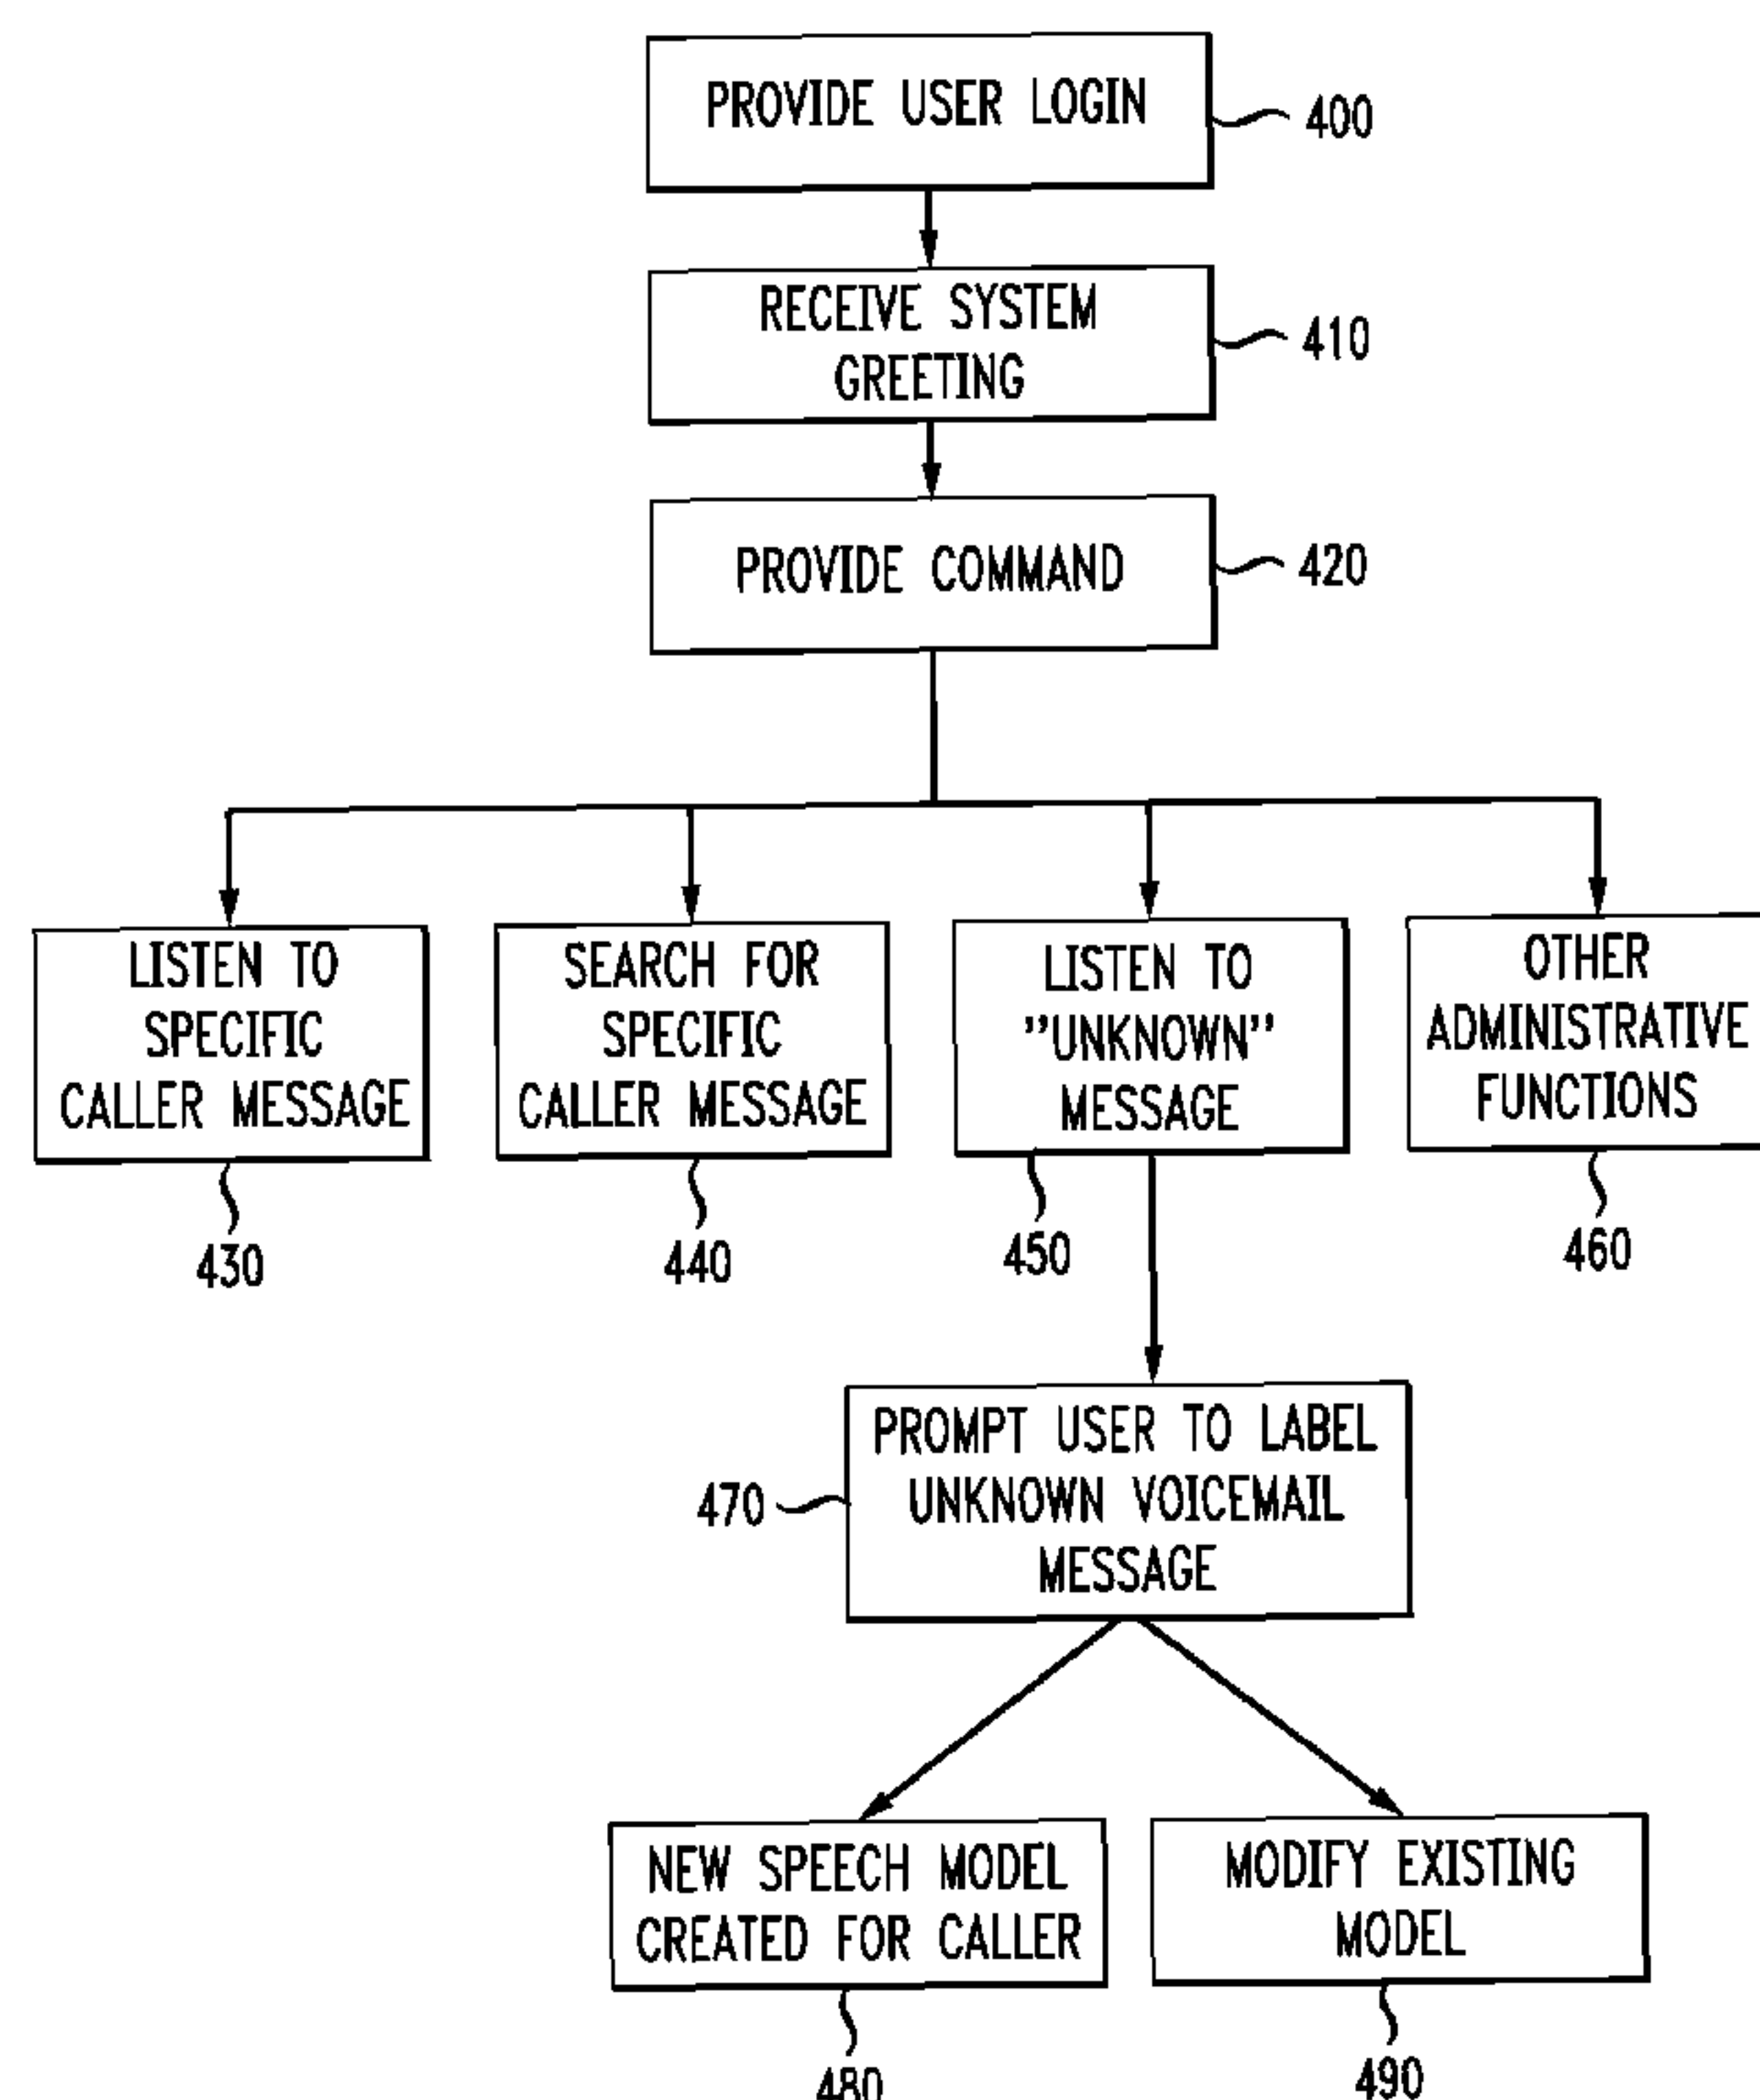 PROVIDE USER LOGIN
400
RECEIVE SYSTEM
GREETING
410
PROVIDE COMMAND
420
LISTEN TO
SPECIFIC
CALLER MESSAGE
430
SEARCH FOR
SPECIFIC
CALLER MESSAGE
440
LISTEN TO
"UNKNOWN"
MESSAGE
450
OTHER
ADMINISTRATIVE
FUNCTIONS
460
PROMPT USER TO LABEL
UNKNOWN VOICEMAIL
MESSAGE
470
NEW SPEECH MODEL
CREATED FOR CALLER
480
MODIFY EXISTING
MODEL
490